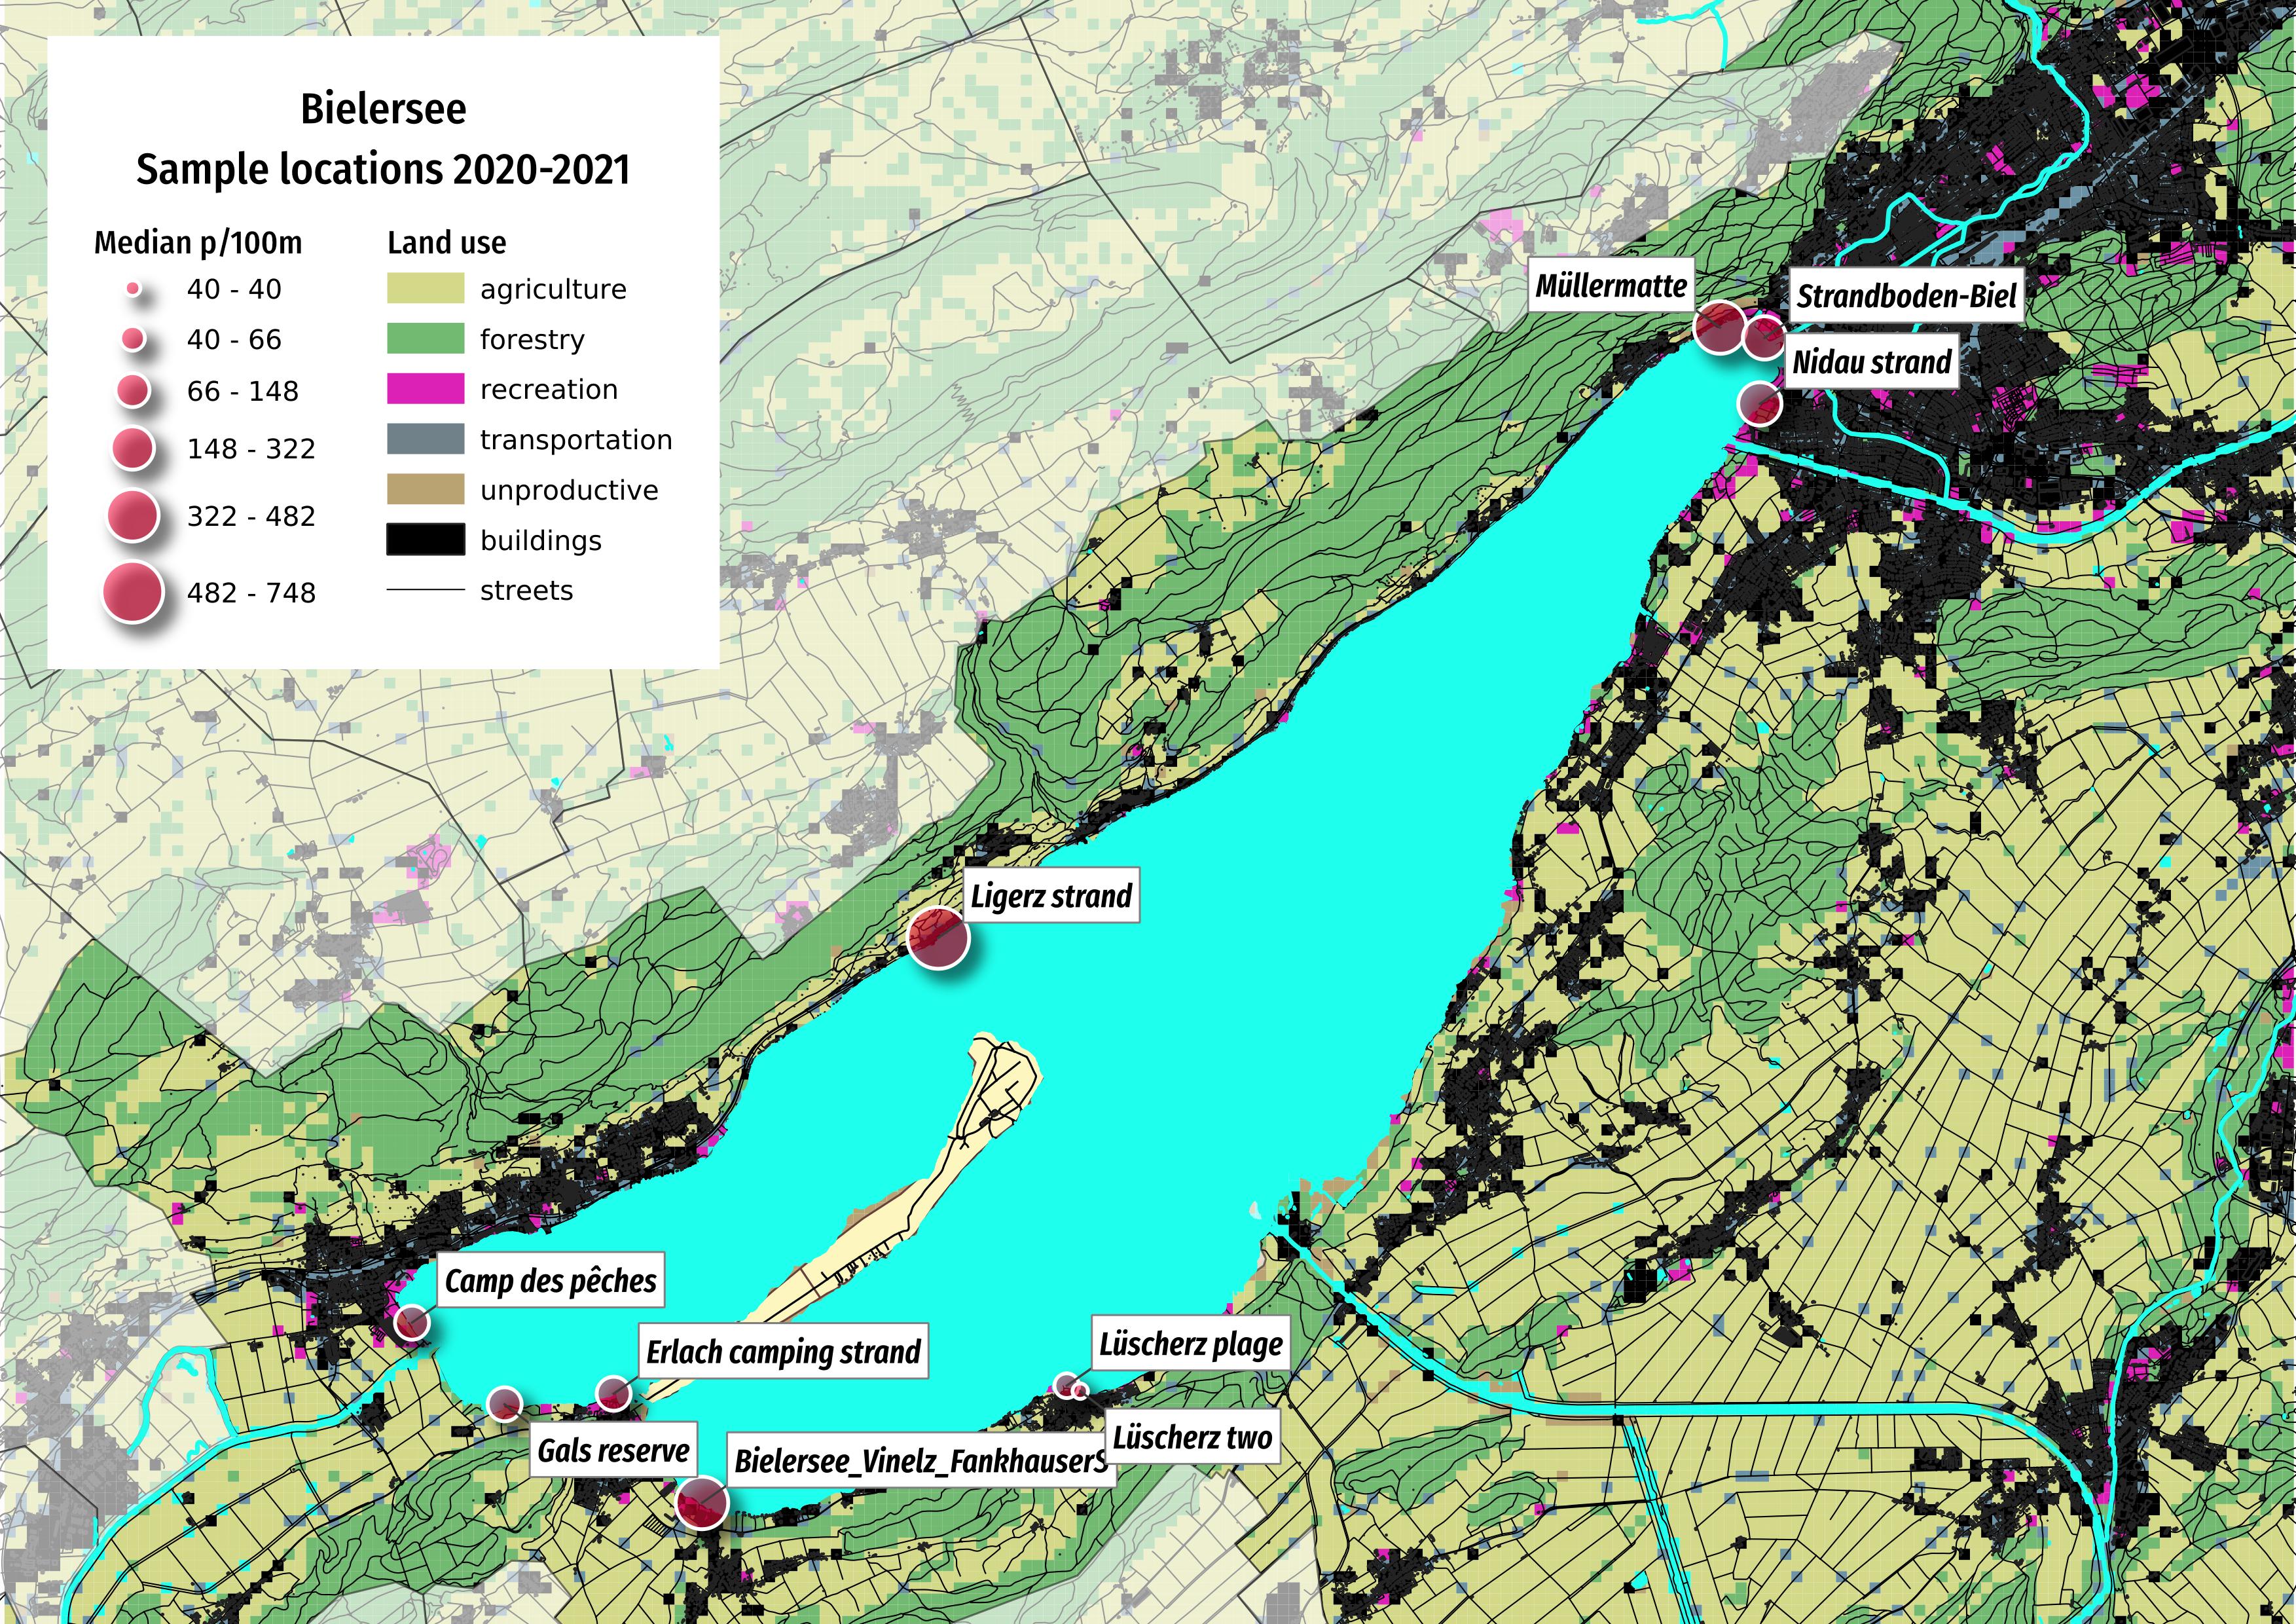 Bielersee
Sample locations 2020-2021
Median p/100m
40 - 40
40 - 66
66 - 148
148 - 322
322 - 482
482 - 748
Land use
agriculture
forestry
recreation
transportation
unproductive
buildings
streets
Müllermatte
Strandboden-Biel
Nidau strand
Ligerz strand
Camp des pêches
Erlach camping strand
Lüscherz plage
Gals reserve
Bielersee_Vinelz_FankhauserS
Lüscherz two